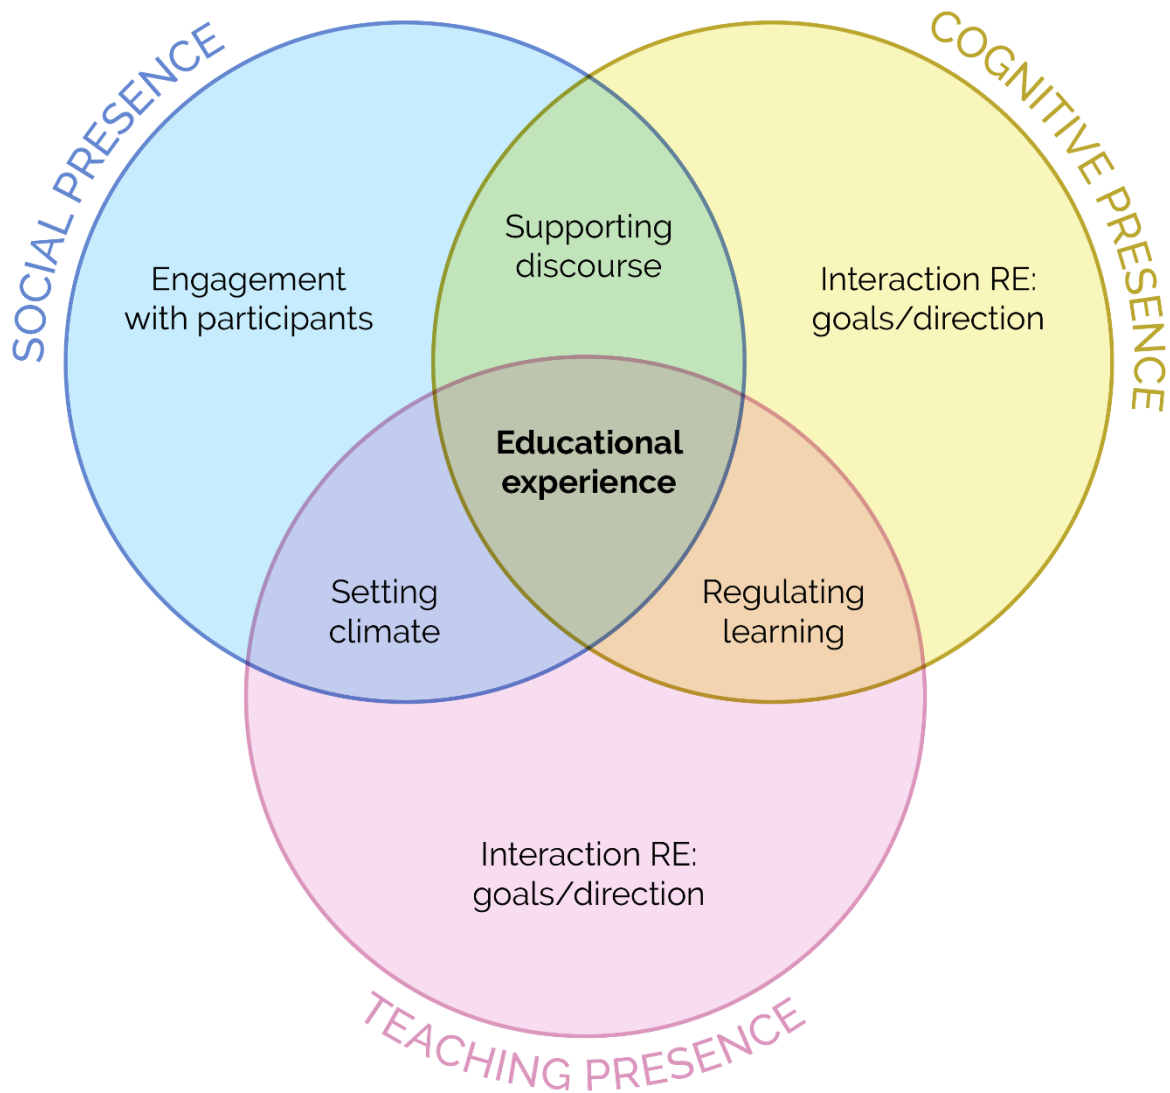 SOCIAL PRESENCE
COGNITIVE PRESENCE
Supporting
discourse
Engagement
with participants
Interaction RE:
goals/direction
Educational
experience
Setting
climate
Regulating
learning
Interaction RE:
goals/direction
TEACHING PRESENCE